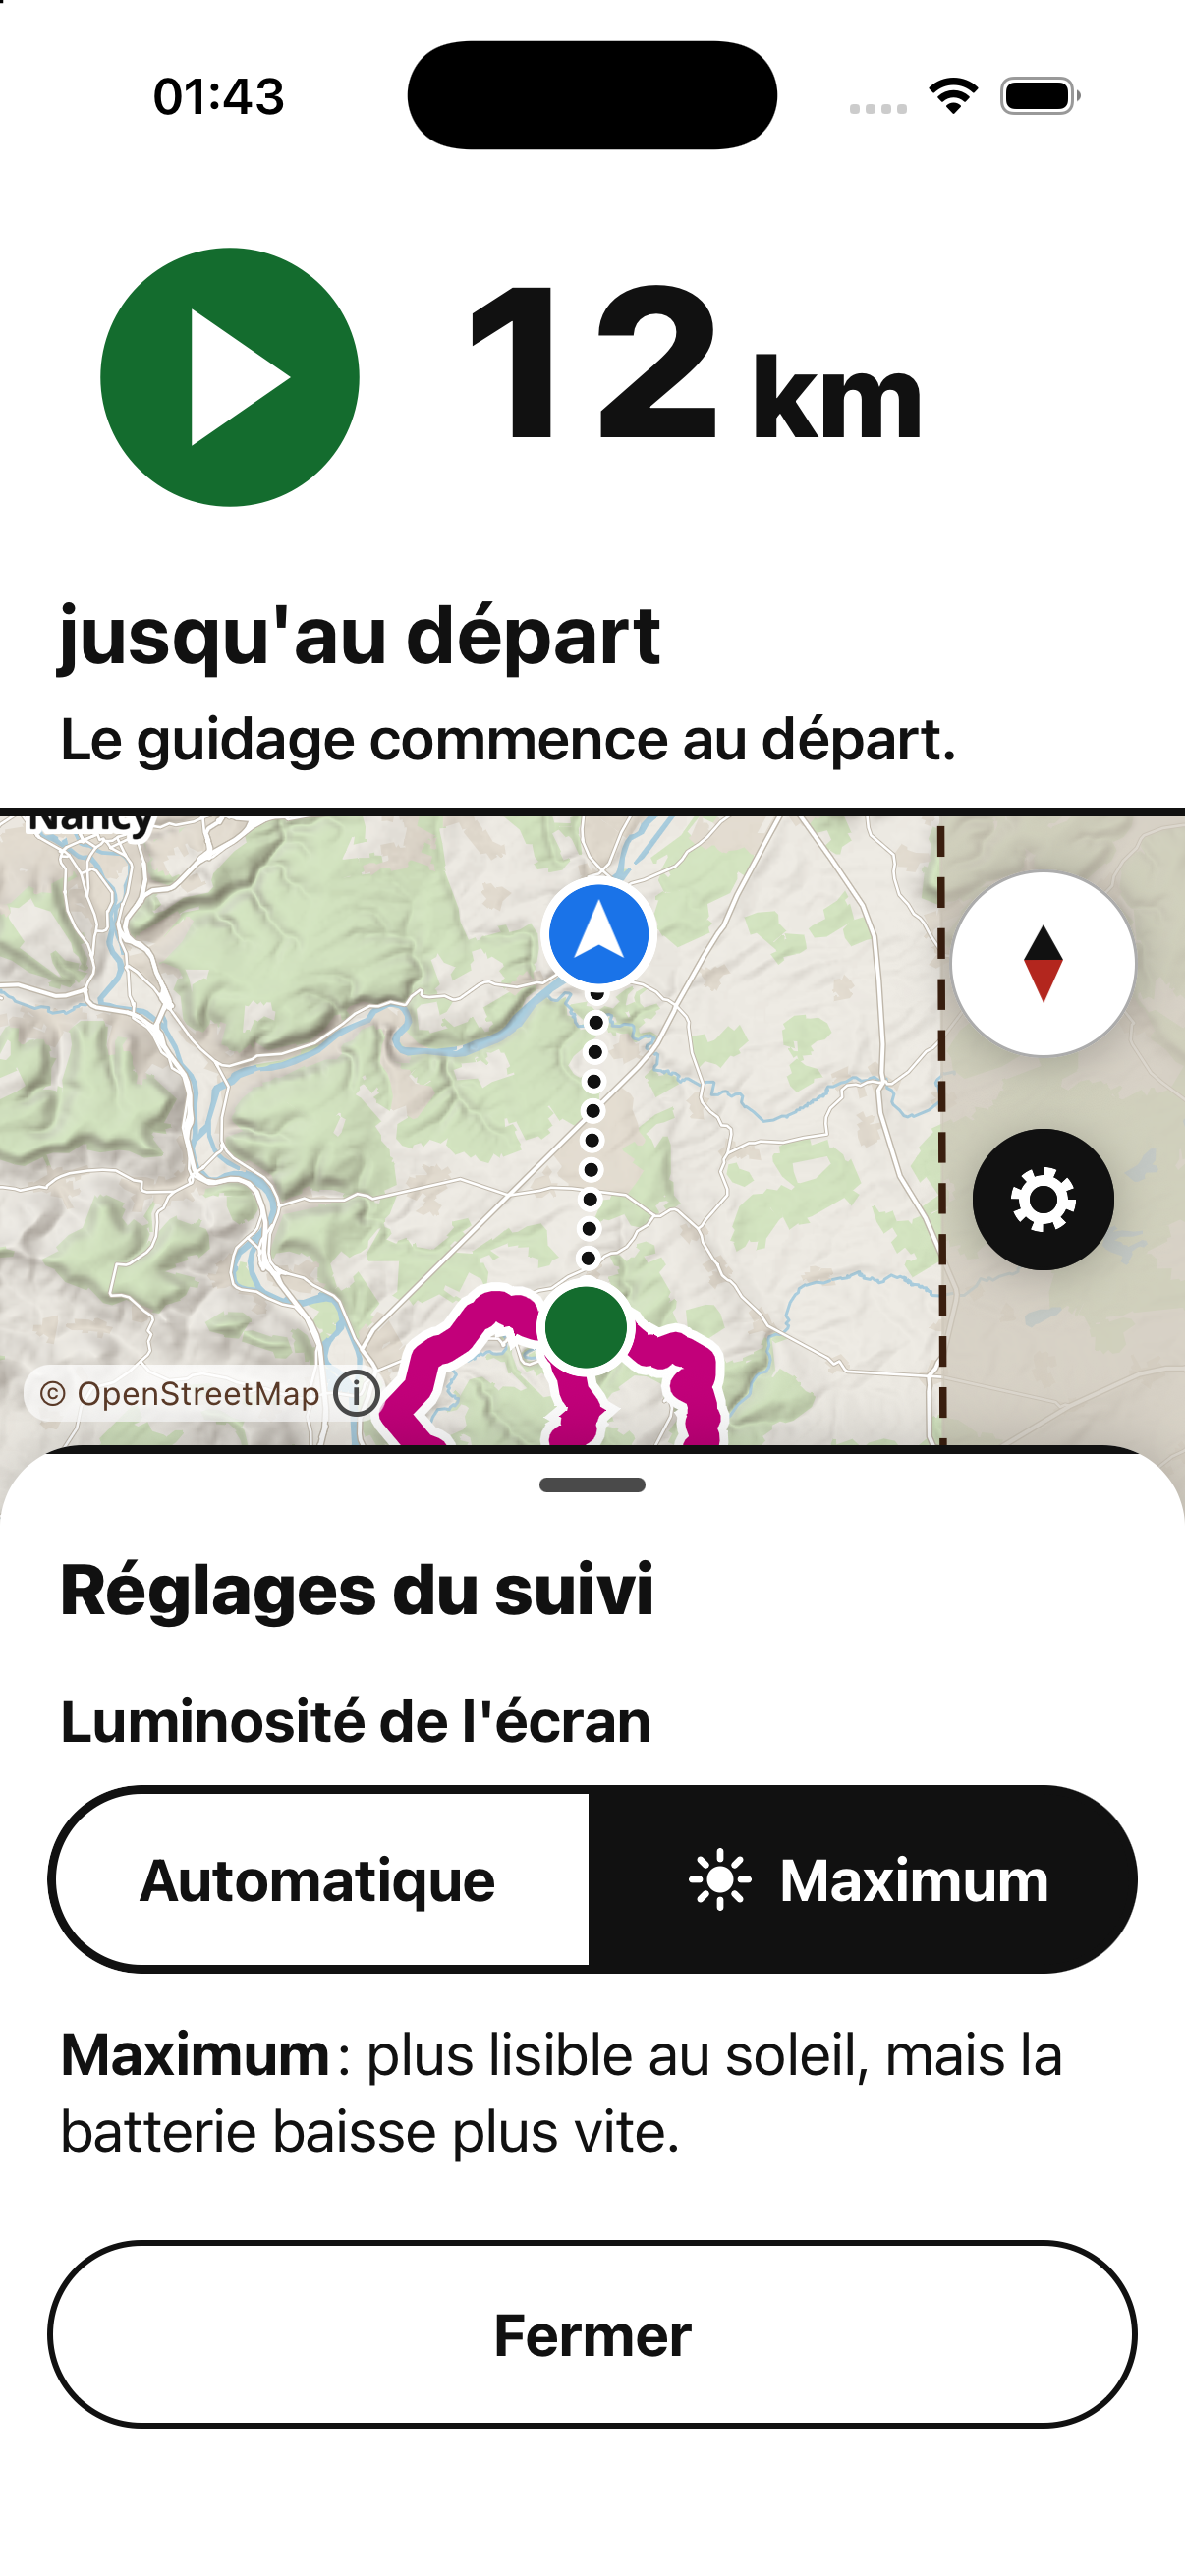 01:43
12 km
jusqu'au départ
Le guidage commence au départ.
Nancy
© OpenStreetMap i
Réglages du suivi
Luminosité de l'écran
Automatique
Maximum
Maximum : plus lisible au soleil, mais la
batterie baisse plus vite.
Fermer